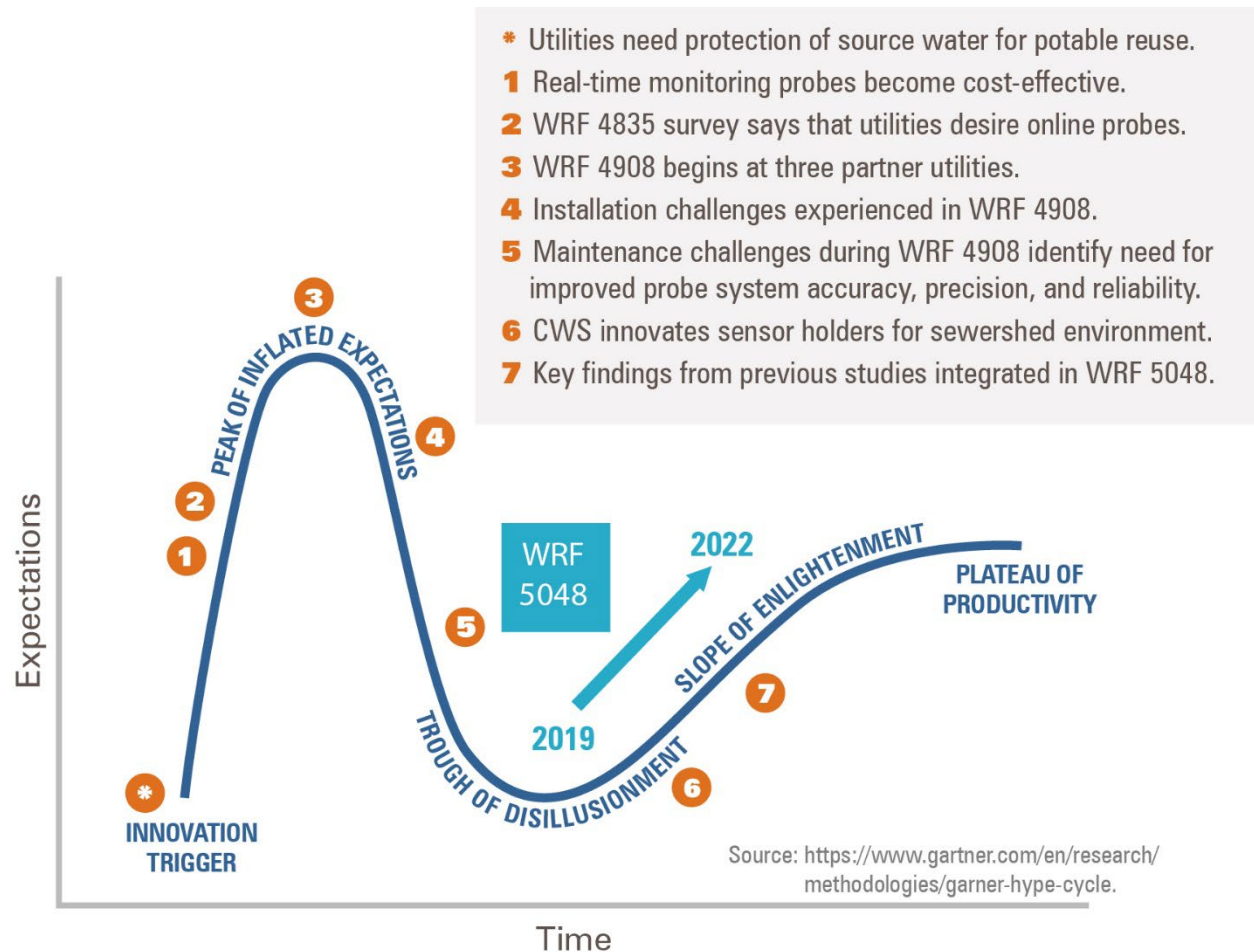 * Utilities need protection of source water for potable reuse.
1 Real-time monitoring probes become cost-effective.
2 WRF 4835 survey says that utilities desire online probes.
3 WRF 4908 begins at three partner utilities.
4 Installation challenges experienced in WRF 4908.
5 Maintenance challenges during WRF 4908 identify need for
improved probe system accuracy, precision, and reliability.
6 CWS innovates sensor holders for sewershed environment.
7 Key findings from previous studies integrated in WRF 5048.
Expectations
3
PEAK OF INFLATED EXPECTATIONS
4
2
1
5
WRF
5048
2022
2019
SLOPE OF ENLIGHTENMENT
PLATEAU OF
PRODUCTIVITY
7
TROUGH OF DISILLUSIONMENT
6
*
INNOVATION
TRIGGER
Source: https://www.gartner.com/en/research/
methodologies/garner-hype-cycle.
Time